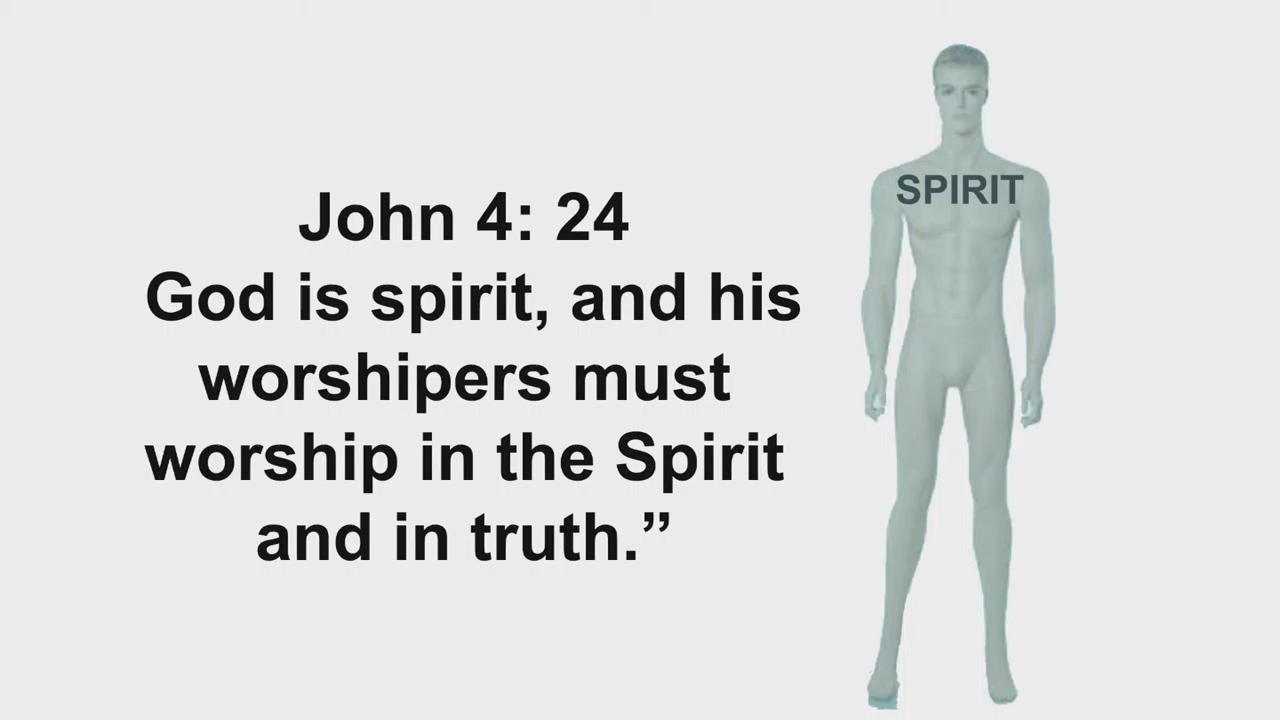 John 4: 24
God is spirit, and his
worshipers must
worship in the Spirit
and in truth.”
SPIRIT